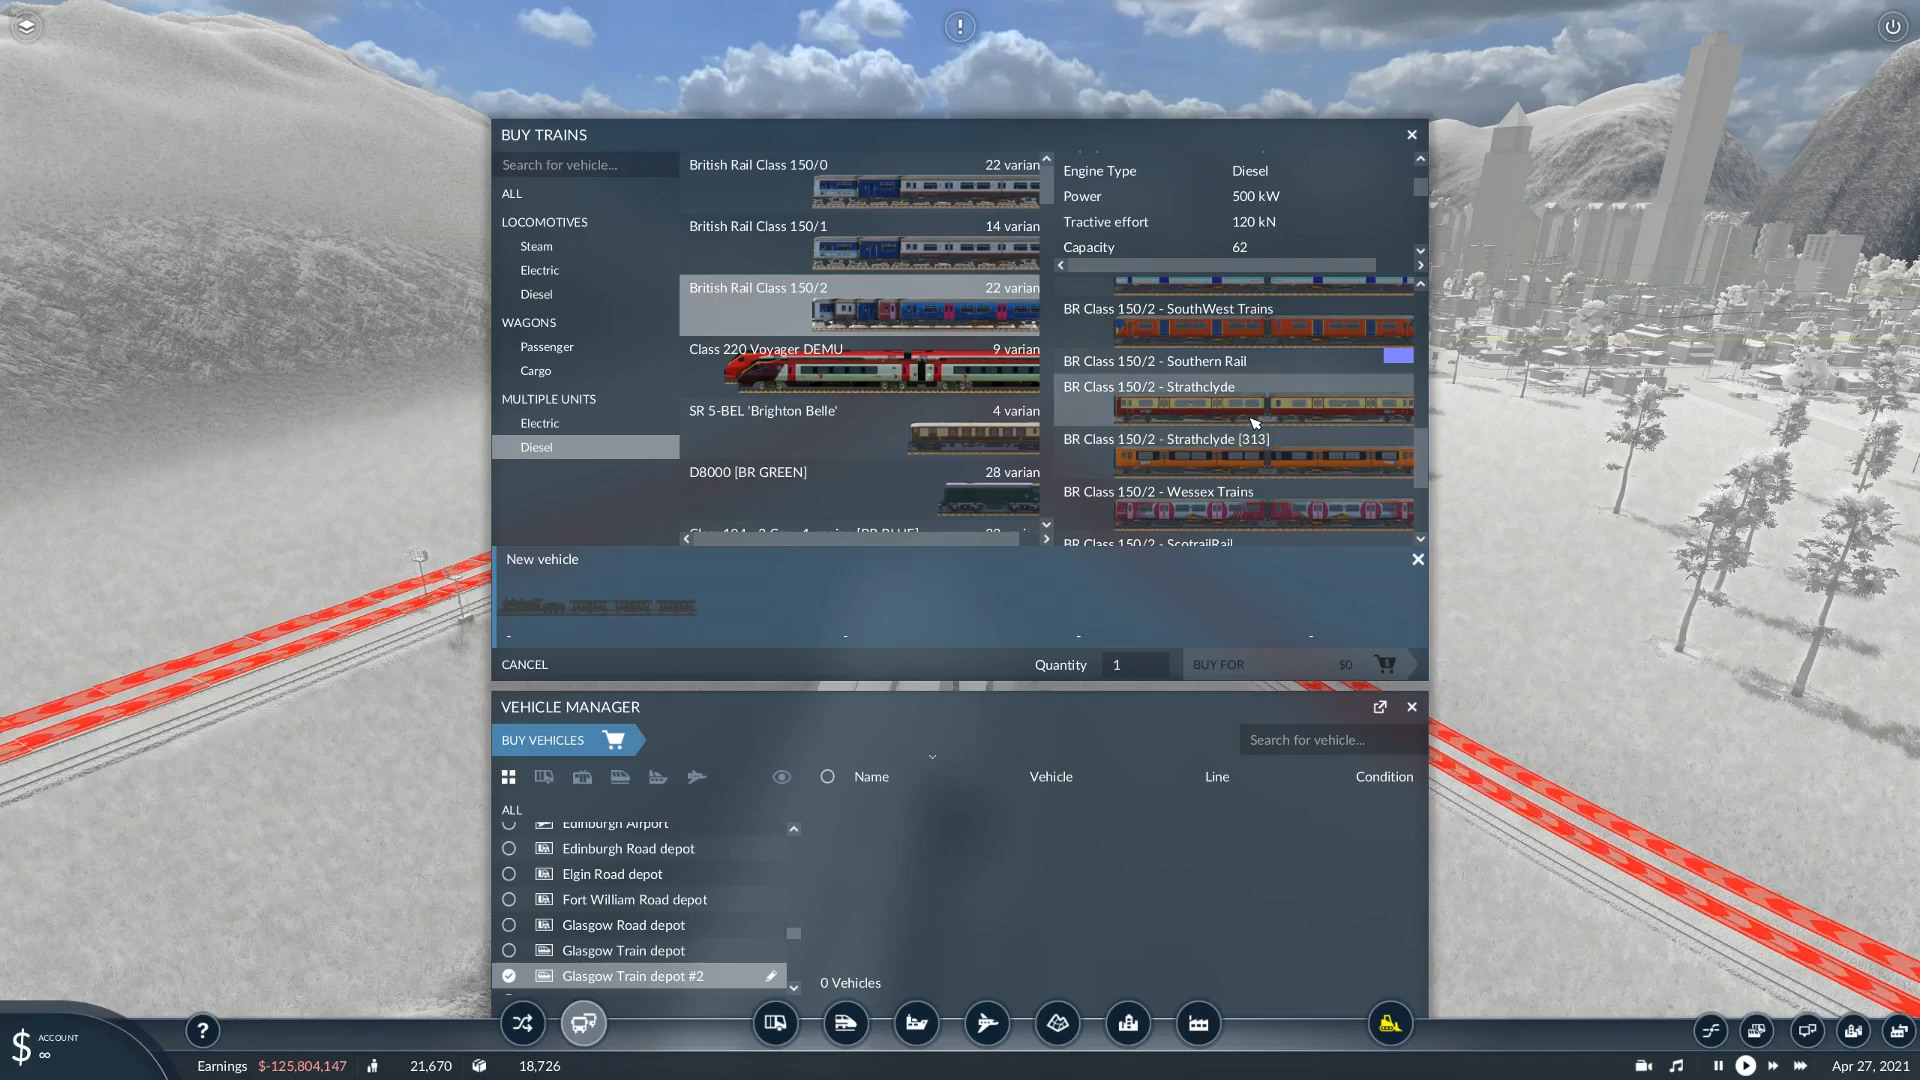 BUY TRAINS
Search for vehicle...
ALL
LOCOMOTIVES
Steam
Electric
Diesel
WAGONS
Passenger
Cargo
MULTIPLE UNITS
Electric
Diesel
British Rail Class 150/0 22 varian
British Rail Class 150/1 14 varian
British Rail Class 150/2 22 varian
Class 220 Voyager DEMU 9 varian
SR 5-BEL 'Brighton Belle' 4 varian
D8000 [BR GREEN] 28 varian
Engine Type Diesel
Power 500 kW
Tractive effort 120 kN
Capacity 62
BR Class 150/2 - SouthWest Trains
BR Class 150/2 - Southern Rail
BR Class 150/2 - Strathclyde
BR Class 150/2 - Strathclyde [313]
BR Class 150/2 - Wessex Trains
BR Class 150/2 - ScotrailRail
New vehicle
- - - -
CANCEL Quantity 1 BUY FOR $0
VEHICLE MANAGER
BUY VEHICLES
Search for vehicle...
Name Vehicle Line Condition
ALL
Edinburgh Airport
Edinburgh Road depot
Elgin Road depot
Fort William Road depot
Glasgow Road depot
Glasgow Train depot
Glasgow Train depot #2
0 Vehicles
$ ACCOUNT
∞
?
Earnings $-125,804,147 21,670 18,726 Apr 27, 2021